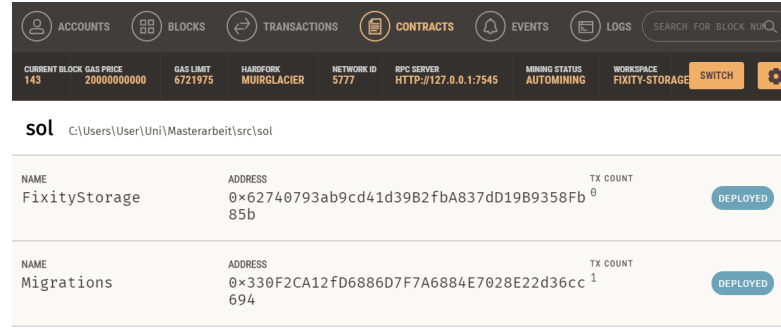 ACCOUNTS BLOCKS TRANSACTIONS CONTRACTS EVENTS LOGS SEARCH FOR BLOCK NU
CURRENT BLOCK GAS PRICE GAS LIMIT HARDFORK NETWORK ID RPC SERVER MINING STATUS WORKSPACE
143 20000000000 6721975 MUIRGLACIER 5777 HTTP://127.0.0.1:7545 AUTOMINING FIXITY-STORAGE SWITCH
sol C:\Users\User\Uni\Masterarbeit\src\sol
NAME ADDRESS TX COUNT
FixityStorage 0×62740793ab9cd41d39B2fbA837dD19B9358Fb 0 DEPLOYED
85b
NAME ADDRESS TX COUNT
Migrations 0×330F2CA12fD6886D7F7A6884E7028E22d36cc 1 DEPLOYED
694